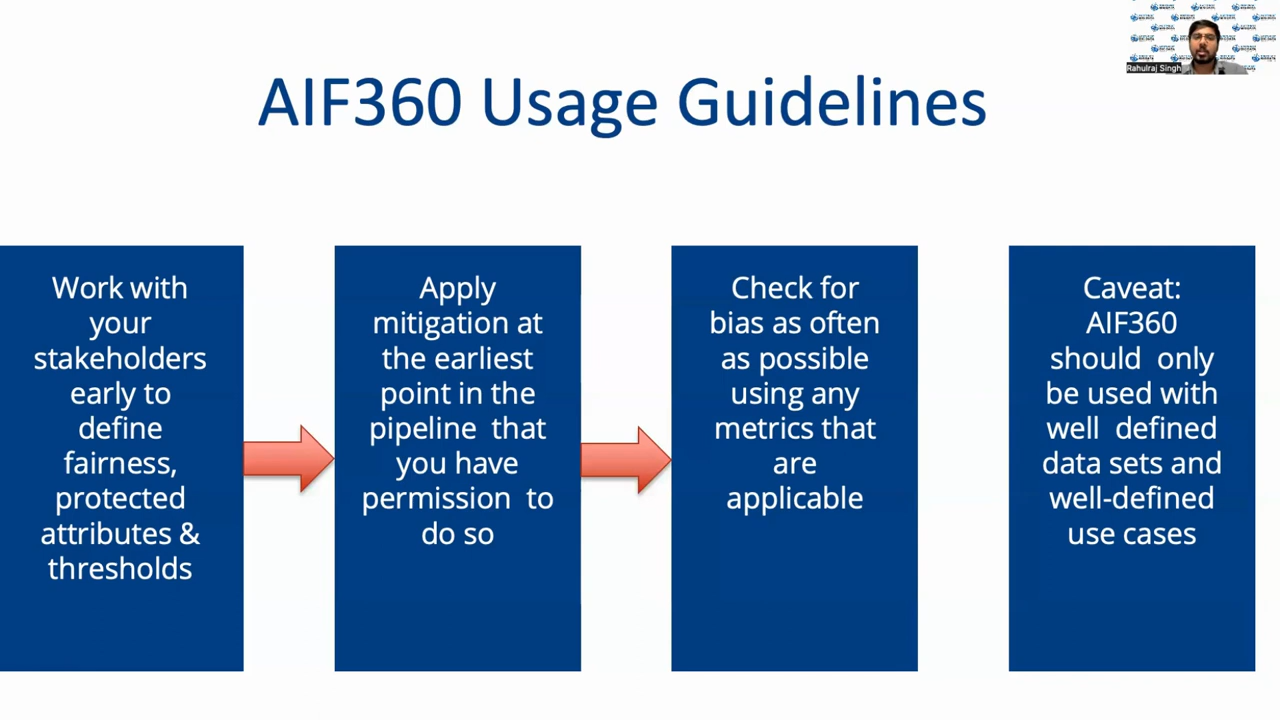 Rahulraj Singh
AIF360 Usage Guidelines
Work with
your
stakeholders
early to
define
fairness,
protected
attributes &
thresholds
Apply
mitigation at
the earliest
point in the
pipeline that
you have
permission to
do so
Check for
bias as often
as possible
using any
metrics that
are
applicable
Caveat:
AIF360
should only
be used with
well defined
data sets and
well-defined
use cases